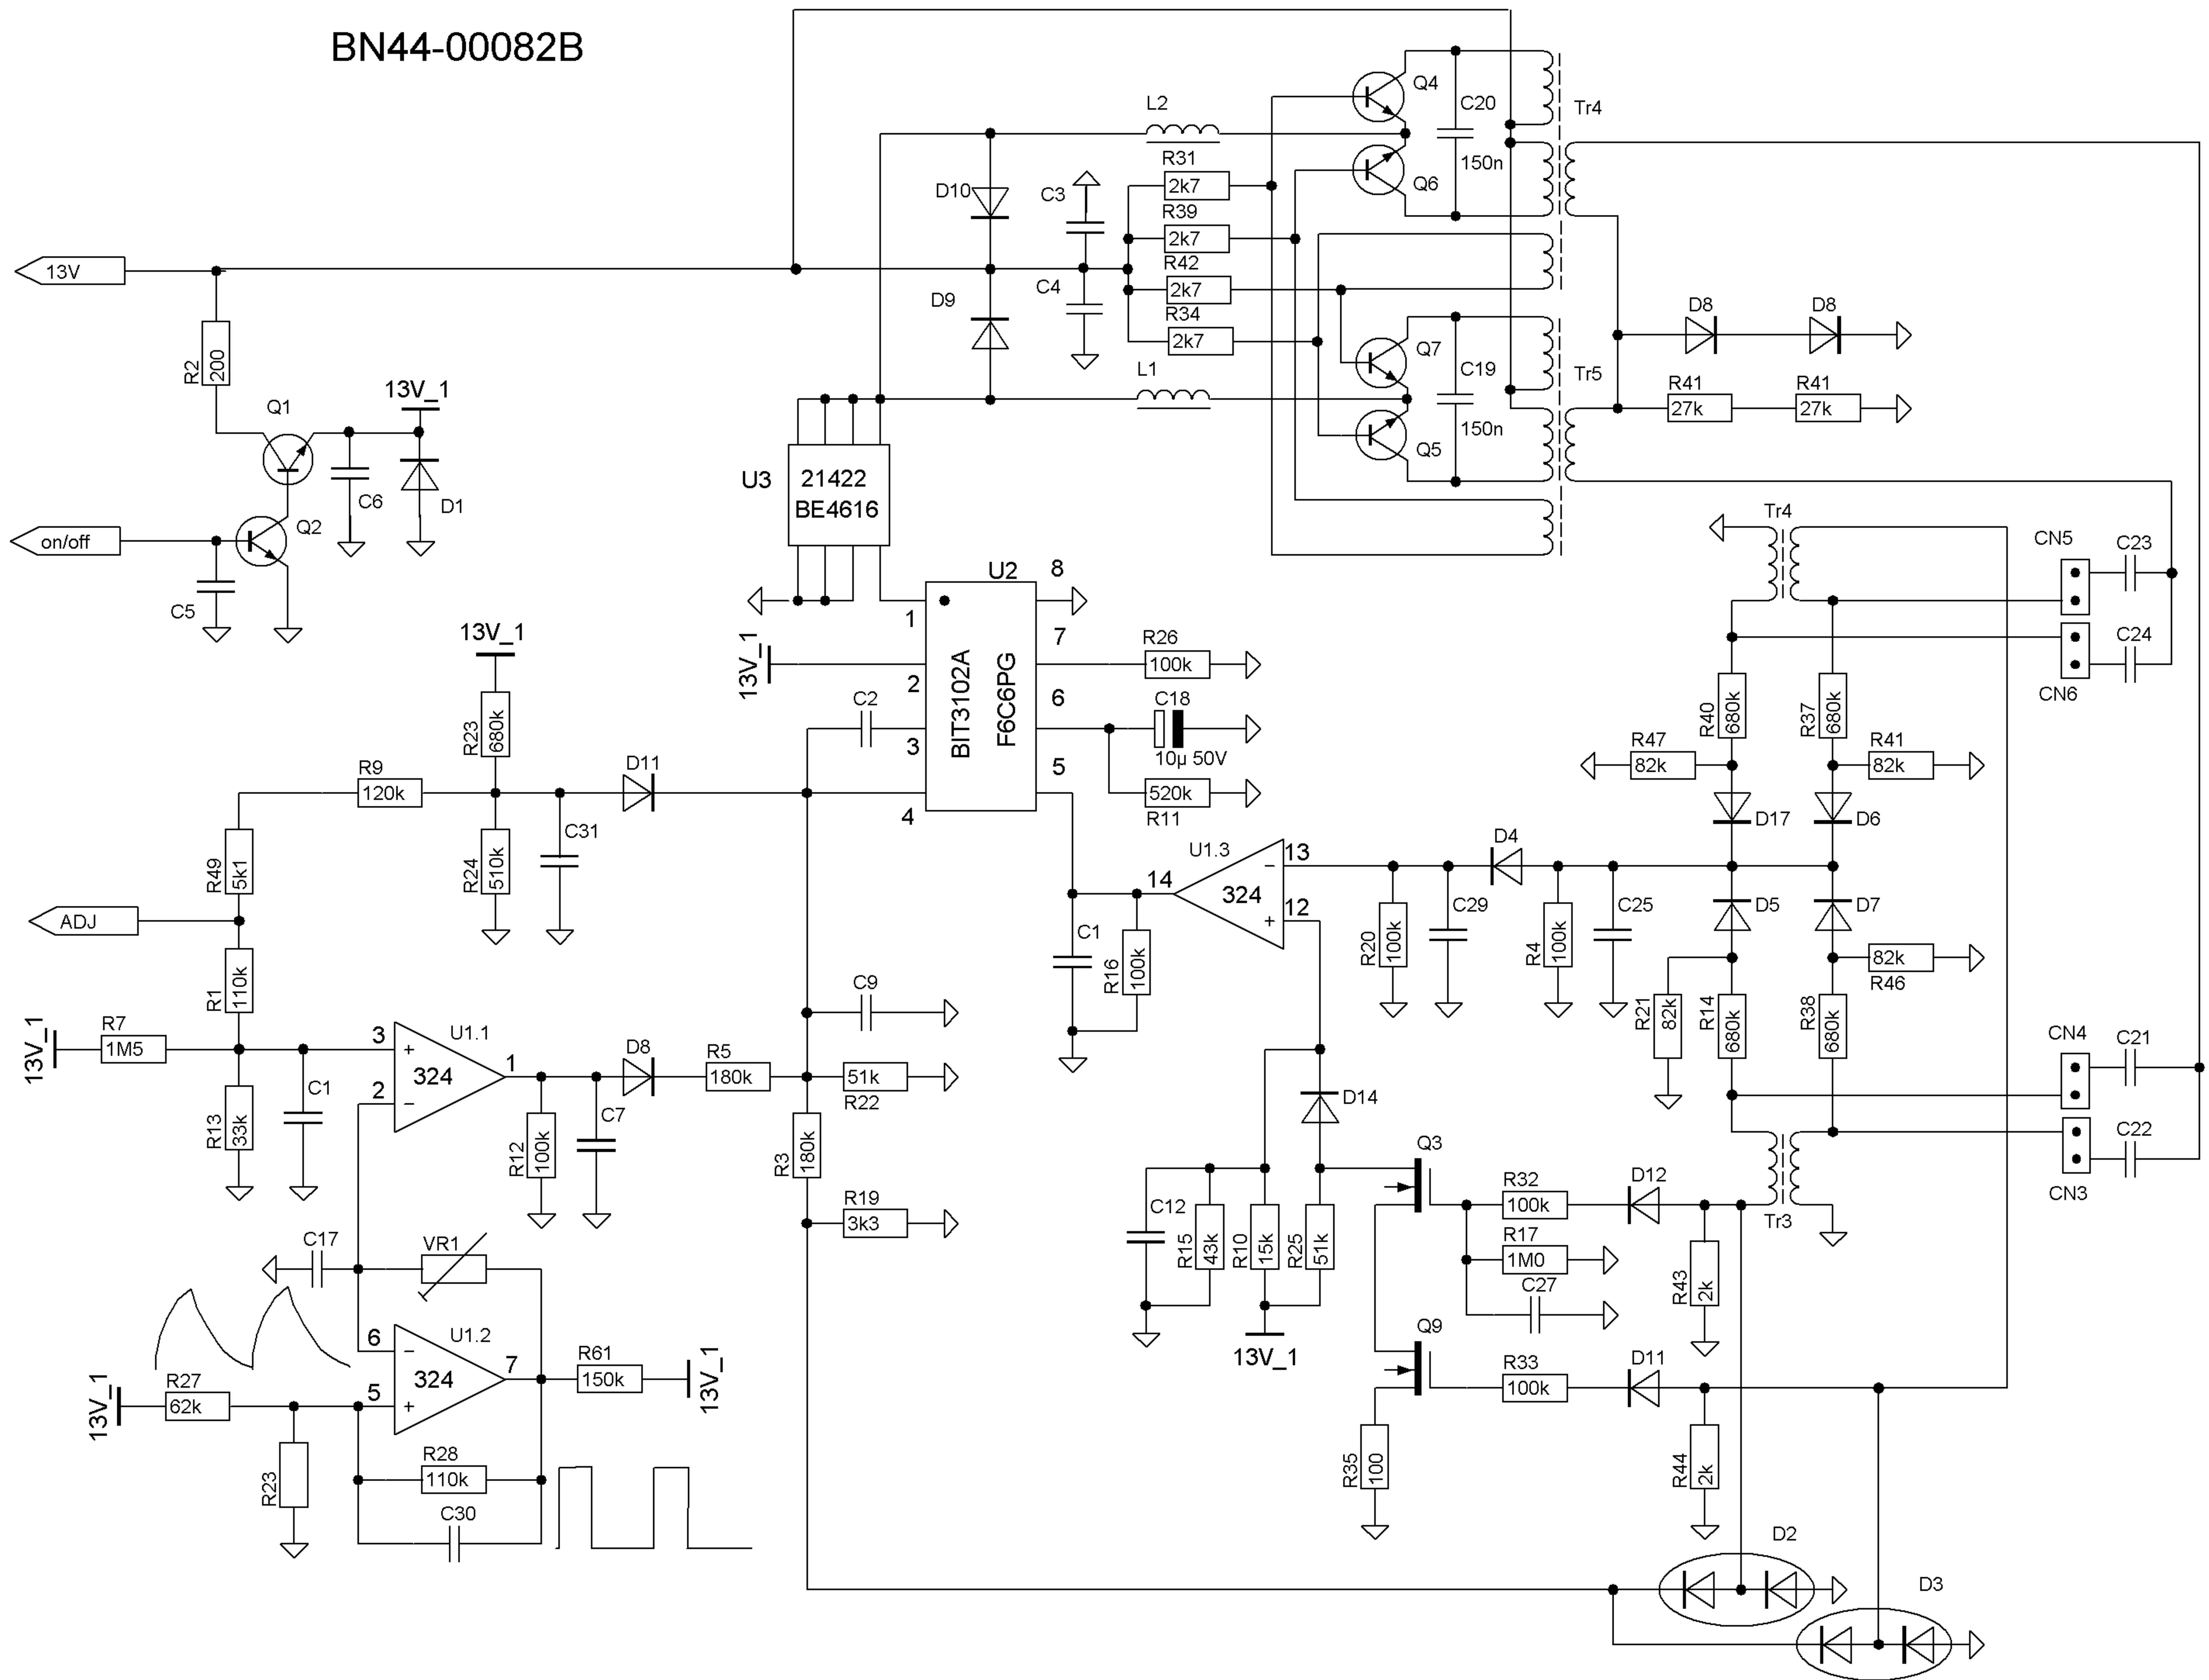 BN44-00082B
Q4
C20
Tr4
L2
150n
Q6
R31
2k7
D10
C3
R39
2k7
13V
R42
2k7
C4
D9
R34
2k7
D8
D8
Q7
C19
Tr5
R2
200
L1
13V_1
R41
27k
R41
27k
Q1
150n
Q5
U3
21422
BE4616
C6
D1
Q2
on/off
Tr4
CN5
C23
C5
U2
8
1
13V_1
C24
CN6
7
R26
100k
13V_1
2
BIT3102A
F6C6PG
6
C18
10µ 50V
C2
3
R23
680k
R40
680k
R37
680k
R47
82k
R41
82k
5
520k
R11
D11
R9
120k
4
C31
D17
D6
D4
U1.3
13
−
324
14
12
+
R49
5k1
R24
510k
ADJ
C1
R16
100k
R20
100k
C29
R4
100k
C25
D5
D7
82k
R46
R1
110k
C9
R21
82k
R14
680k
R38
680k
13V_1
R7
1M5
3
+
U1.1
324
1
2
−
D8
R5
180k
51k
R22
CN4
C21
C1
R13
33k
R12
100k
C7
D14
R3
180k
Q3
C22
CN3
R19
3k3
C12
R15
43k
R10
15k
R25
51k
R32
100k
D12
Tr3
R17
1M0
C17
VR1
C27
R43
2k
6
−
U1.2
324
7
5
+
R61
150k
13V_1
13V_1
Q9
R33
100k
D11
13V_1
R27
62k
R28
110k
R23
C30
R35
100
R44
2k
D2
D3